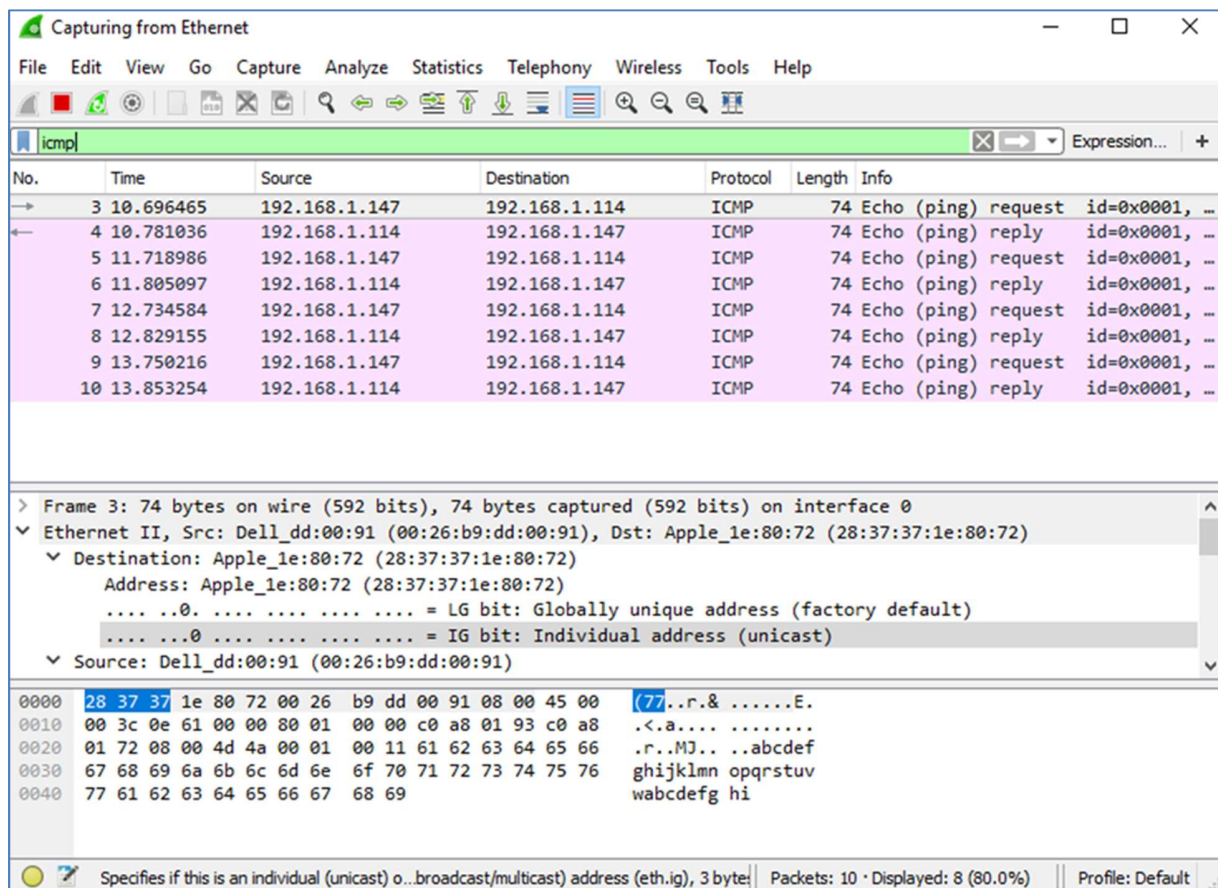 Capturing from Ethernet
File Edit View Go Capture Analyze Statistics Telephony Wireless Tools Help
icmp Expression... +
No. Time Source Destination Protocol Length Info
3 10.696465 192.168.1.147 192.168.1.114 ICMP 74 Echo (ping) request id=0x0001, …
4 10.781036 192.168.1.114 192.168.1.147 ICMP 74 Echo (ping) reply id=0x0001, …
5 11.718986 192.168.1.147 192.168.1.114 ICMP 74 Echo (ping) request id=0x0001, …
6 11.805097 192.168.1.114 192.168.1.147 ICMP 74 Echo (ping) reply id=0x0001, …
7 12.734584 192.168.1.147 192.168.1.114 ICMP 74 Echo (ping) request id=0x0001, …
8 12.829155 192.168.1.114 192.168.1.147 ICMP 74 Echo (ping) reply id=0x0001, …
9 13.750216 192.168.1.147 192.168.1.114 ICMP 74 Echo (ping) request id=0x0001, …
10 13.853254 192.168.1.114 192.168.1.147 ICMP 74 Echo (ping) reply id=0x0001, …
> Frame 3: 74 bytes on wire (592 bits), 74 bytes captured (592 bits) on interface 0
Ethernet II, Src: Dell_dd:00:91 (00:26:b9:dd:00:91), Dst: Apple_1e:80:72 (28:37:37:1e:80:72)
Destination: Apple_1e:80:72 (28:37:37:1e:80:72)
Address: Apple_1e:80:72 (28:37:37:1e:80:72)
.... ..0. .... .... .... .... = LG bit: Globally unique address (factory default)
.... ...0 .... .... .... .... = IG bit: Individual address (unicast)
Source: Dell_dd:00:91 (00:26:b9:dd:00:91)
0000 28 37 37 1e 80 72 00 26 b9 dd 00 91 08 00 45 00 (77..r.& ......E.
0010 00 3c 0e 61 00 00 80 01 00 00 c0 a8 01 93 c0 a8 .<.a.... ........
0020 01 72 08 00 4d 4a 00 01 00 11 61 62 63 64 65 66 .r..MJ.. ..abcdef
0030 67 68 69 6a 6b 6c 6d 6e 6f 70 71 72 73 74 75 76 ghijklmn opqrstuv
0040 77 61 62 63 64 65 66 67 68 69 wabcdefg hi
Specifies if this is an individual (unicast) o...broadcast/multicast) address (eth.ig), 3 bytes Packets: 10 · Displayed: 8 (80.0%) Profile: Default